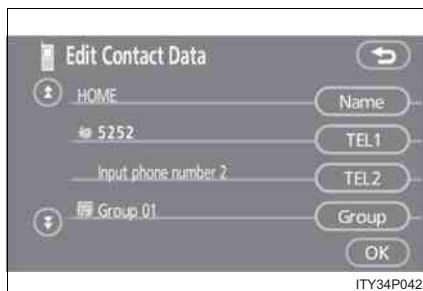 Edit Contact Data
HOME Name
5252 TEL1
Input phone number 2 TEL2
Group 01 Group
OK
ITY34P042